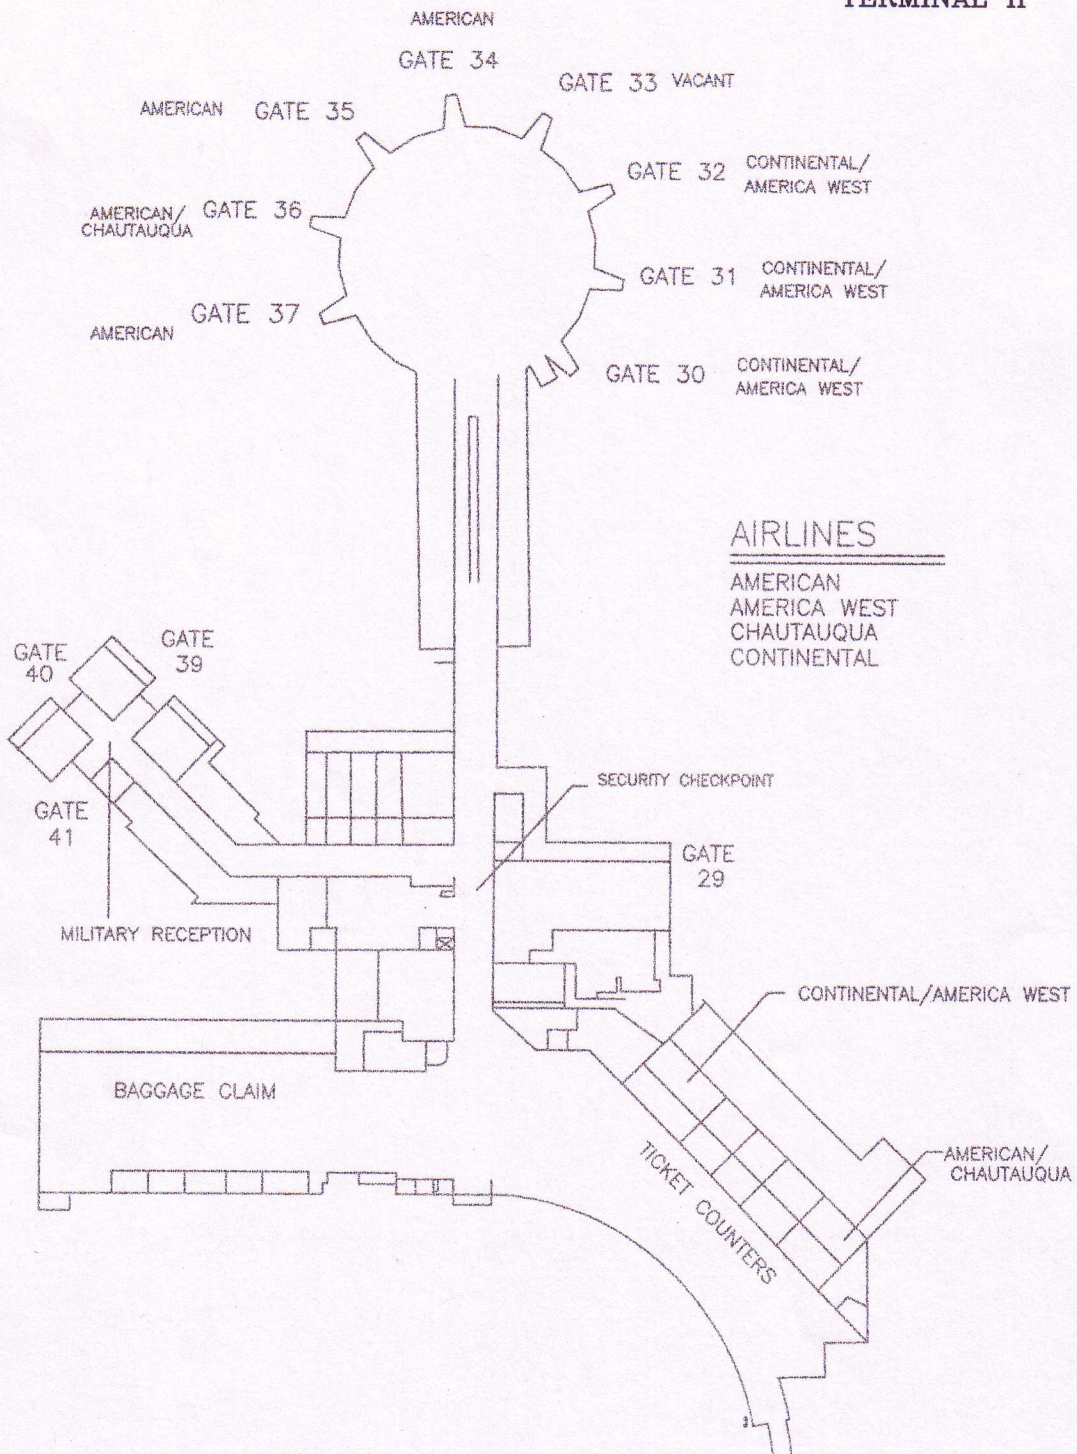 TERMINAL II
AMERICAN
GATE 34
GATE 33 VACANT
AMERICAN GATE 35
GATE 32 CONTINENTAL/
AMERICA WEST
AMERICAN/
CHAUTAUQUA
GATE 36
GATE 31 CONTINENTAL/
AMERICA WEST
GATE 37
AMERICAN
GATE 30 CONTINENTAL/
AMERICA WEST
AIRLINES
AMERICAN
AMERICA WEST
CHAUTAUQUA
CONTINENTAL
GATE
39
GATE
40
SECURITY CHECKPOINT
GATE
41
GATE
29
MILITARY RECEPTION
CONTINENTAL/AMERICA WEST
BAGGAGE CLAIM
TICKET COUNTERS
AMERICAN/
CHAUTAUQUA